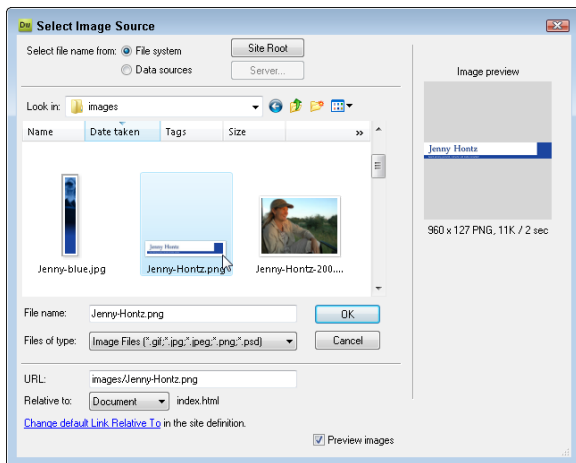 Dw Select Image Source
Select file name from: File system Site Root
Data sources Server...
Image preview
Look in: images
Name Date taken Tags Size »
Jenny Hontz
Jenny Hontz
960 x 127 PNG, 11K / 2 sec
Jenny-blue.jpg Jenny-Hontz.png Jenny-Hontz-200....
File name: Jenny-Hontz.png OK
Files of type: Image Files (*.gif;*.jpg;*.jpeg;*.png;*.psd) Cancel
URL: images/Jenny-Hontz.png
Relative to: Document index.html
Change default Link Relative To in the site definition.
Preview images